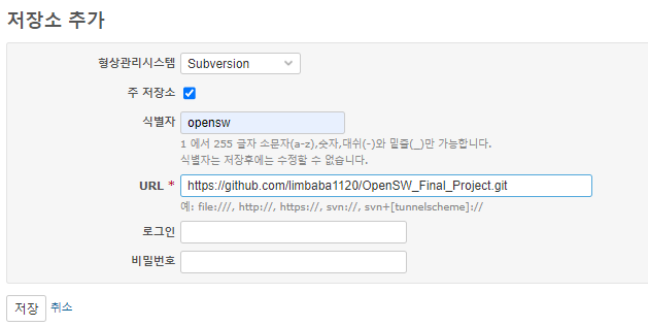 저장소 추가
형상관리시스템 Subversion
주 저장소
식별자 opensw
1 에서 255 글자 소문자(a-z),숫자,대쉬(-)와 밑줄(_)만 가능합니다.
식별자는 저장후에는 수정할 수 없습니다.
URL * https://github.com/limbaba1120/OpenSW_Final_Project.git
예: file:///, http://, https://, svn://, svn+[tunnelscheme]://
로그인
비밀번호
저장 취소